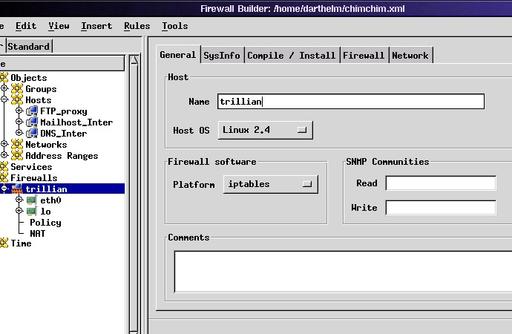 Firewall Builder: /home/darthelm/chimchim.xml
Edit View Insert Rules Tools
Standard
General SysInfo Compile / Install Firewall Network
Objects
Groups
Hosts
FTP_proxy
Mailhost_Inter
DNS_Inter
Networks
Address Ranges
Services
Firewalls
trillian
eth0
lo
Policy
NAT
Time
Host
Name trillian
Host OS Linux 2.4
Firewall software
Platform iptables
SNMP Communities
Read
Write
Comments